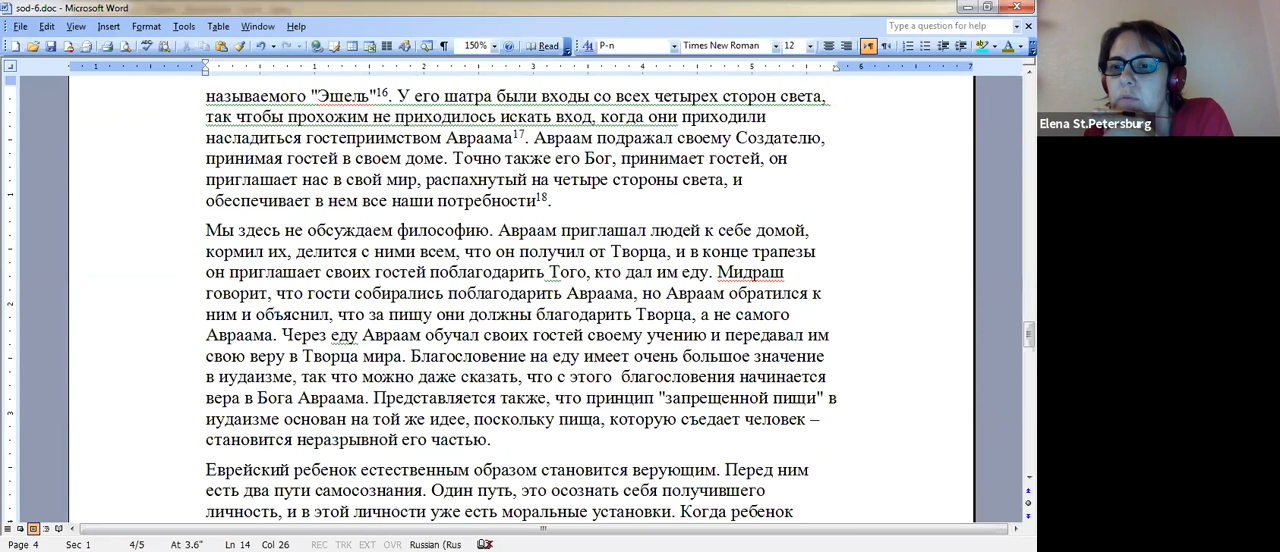 sod-6.doc - Microsoft Word
File Edit View Insert Format Tools Table Window Help
Type a question for help
150% Read P-n Times New Roman 12
1 1 2 3 4 5 6 7
называемого "Эшель"16. У его шатра были входы со всех четырех сторон света,
так чтобы прохожим не приходилось искать вход, когда они приходили
насладиться гостеприимством Авраама17. Авраам подражал своему Создателю,
принимая гостей в своем доме. Точно также его Бог, принимает гостей, он
приглашает нас в свой мир, распахнутый на четыре стороны света, и
обеспечивает в нем все наши потребности18.
Мы здесь не обсуждаем философию. Авраам приглашал людей к себе домой,
кормил их, делится с ними всем, что он получил от Творца, и в конце трапезы
он приглашает своих гостей поблагодарить Того, кто дал им еду. Мидраш
говорит, что гости собирались поблагодарить Авраама, но Авраам обратился к
ним и объяснил, что за пищу они должны благодарить Творца, а не самого
Авраама. Через еду Авраам обучал своих гостей своему учению и передавал им
свою веру в Творца мира. Благословение на еду имеет очень большое значение
в иудаизме, так что можно даже сказать, что с этого  благословения начинается
вера в Бога Авраама. Представляется также, что принцип "запрещенной пищи" в
иудаизме основан на той же идее, поскольку пища, которую съедает человек –
становится неразрывной его частью.
Еврейский ребенок естественным образом становится верующим. Перед ним
есть два пути самосознания. Один путь, это осознать себя получившего
личность, и в этой личности уже есть моральные установки. Когда ребенок
Page 4 Sec 1 4/5 At 3.6" Ln 14 Col 26 REC TRK EXT OVR Russian (Rus
Elena St.Petersburg